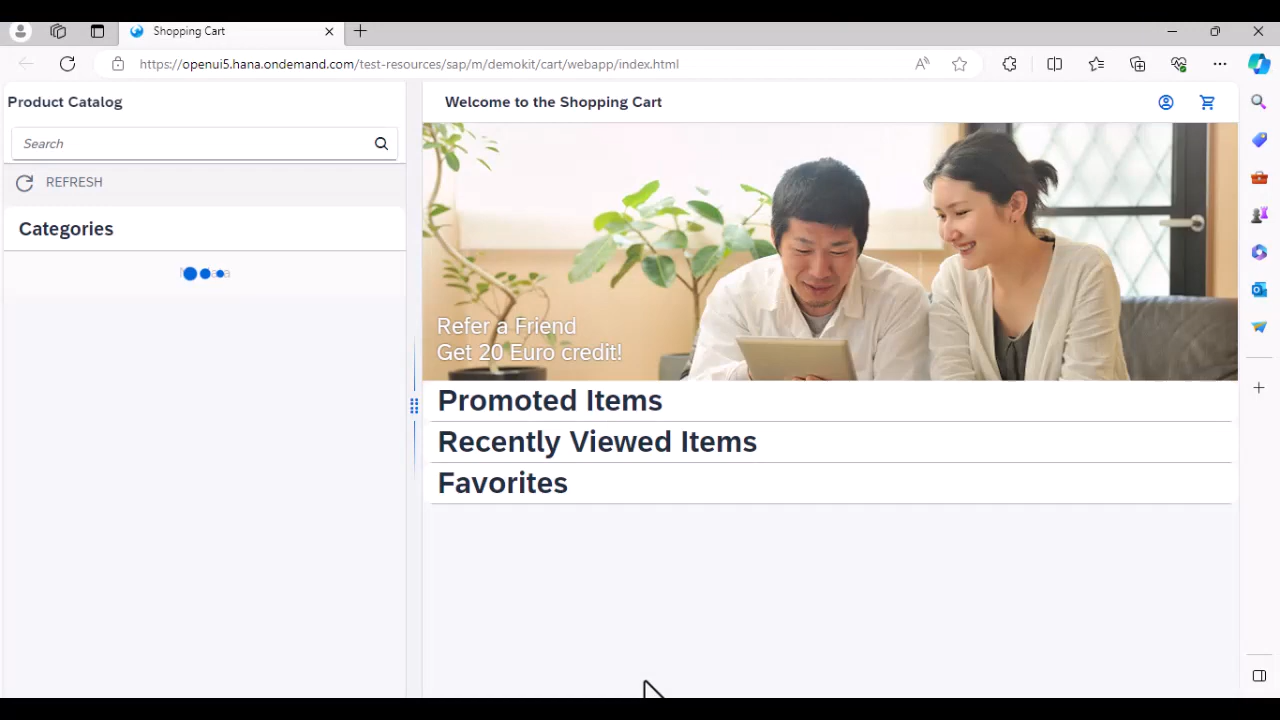 Shopping Cart
https://openui5.hana.ondemand.com/test-resources/sap/m/demokit/cart/webapp/index.html
Product Catalog
Search
REFRESH
Categories
Welcome to the Shopping Cart
Refer a Friend
Get 20 Euro credit!
Promoted Items
Recently Viewed Items
Favorites